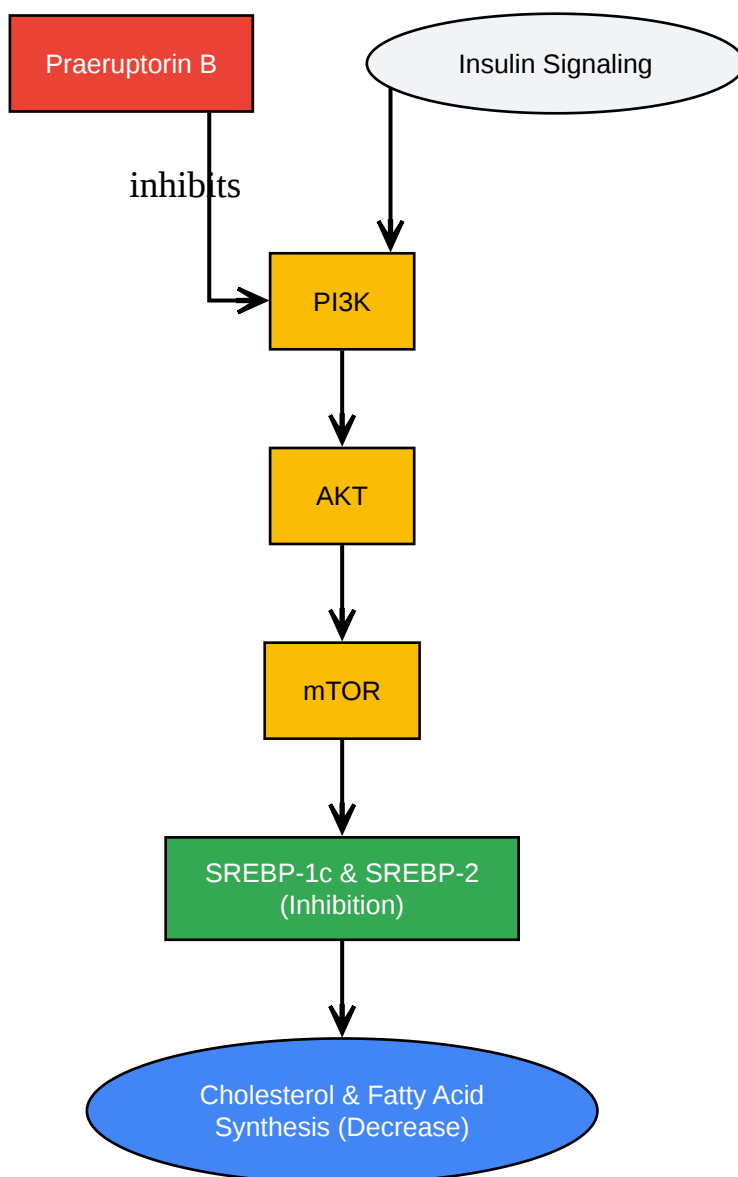 Praeruptorin B
Insulin Signaling
inhibits
PI3K
AKT
mTOR
SREBP-1c & SREBP-2
(Inhibition)
Cholesterol & Fatty Acid
Synthesis (Decrease)